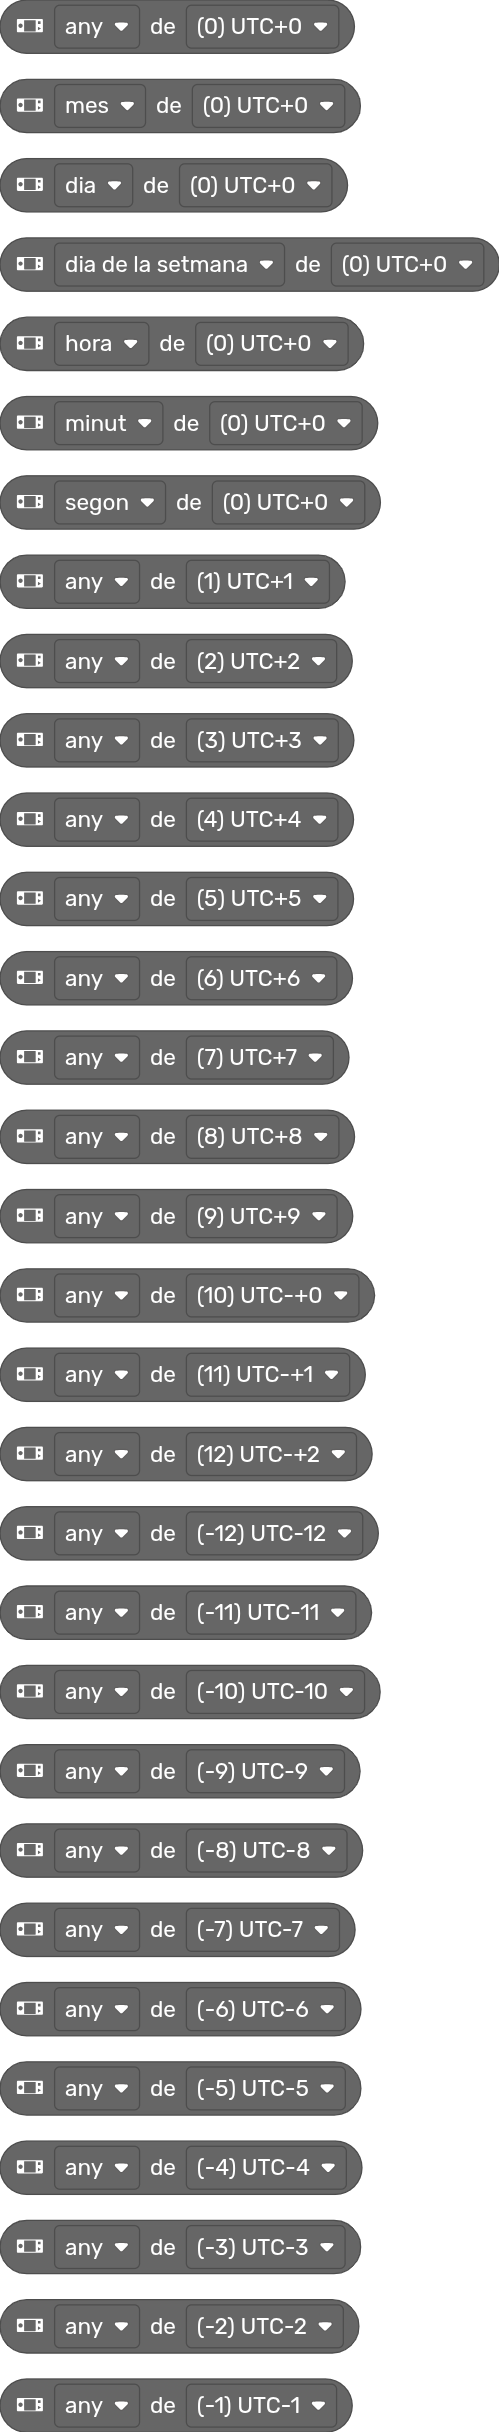 any de (0) UTC+0
mes de (0) UTC+0
dia de (0) UTC+0
dia de la setmana de (0) UTC+0
hora de (0) UTC+0
minut de (0) UTC+0
segon de (0) UTC+0
any de (1) UTC+1
any de (2) UTC+2
any de (3) UTC+3
any de (4) UTC+4
any de (5) UTC+5
any de (6) UTC+6
any de (7) UTC+7
any de (8) UTC+8
any de (9) UTC+9
any de (10) UTC-+0
any de (11) UTC-+1
any de (12) UTC-+2
any de (-12) UTC-12
any de (-11) UTC-11
any de (-10) UTC-10
any de (-9) UTC-9
any de (-8) UTC-8
any de (-7) UTC-7
any de (-6) UTC-6
any de (-5) UTC-5
any de (-4) UTC-4
any de (-3) UTC-3
any de (-2) UTC-2
any de (-1) UTC-1